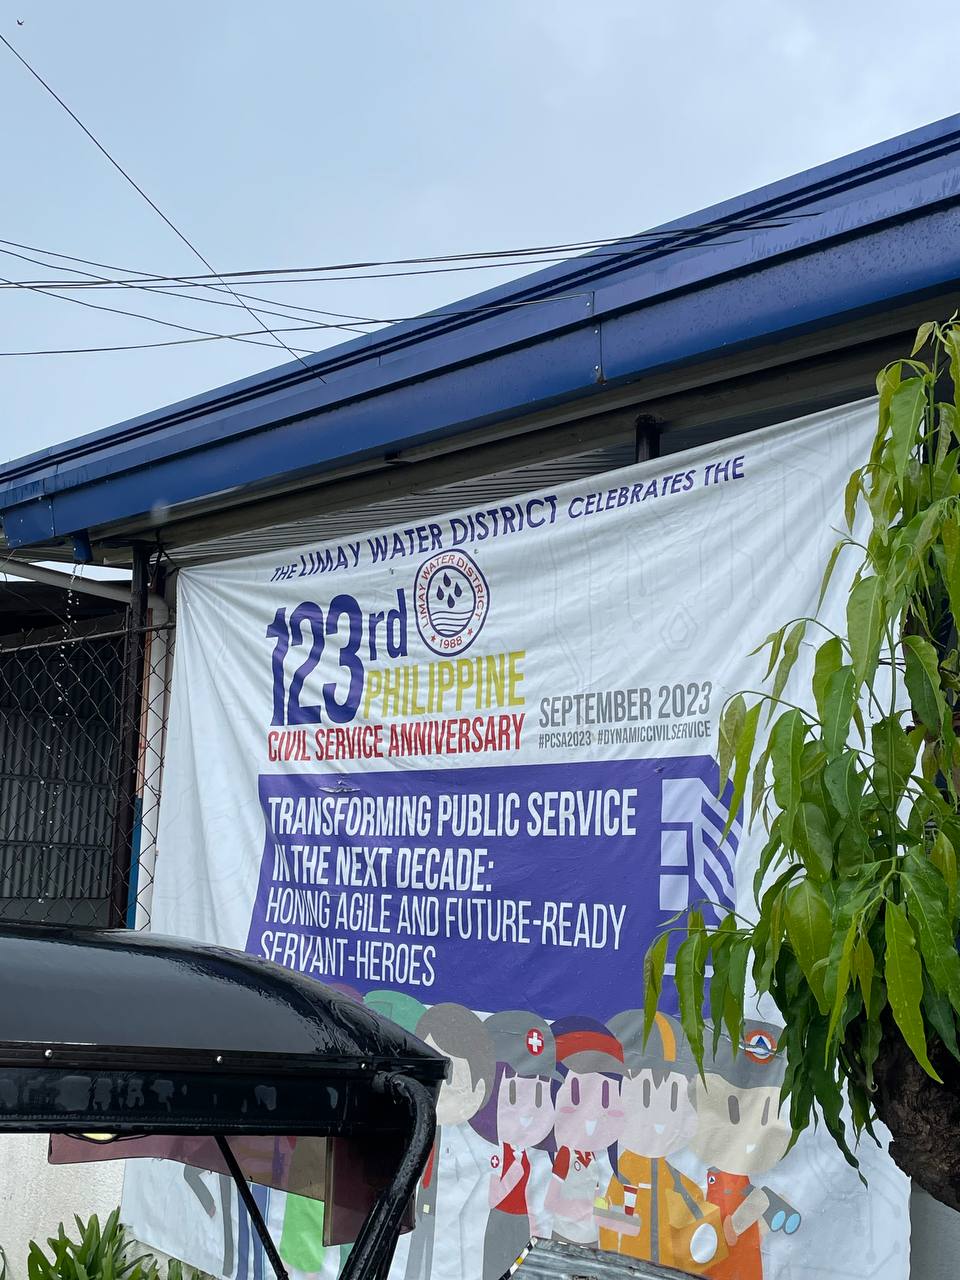 THE LIMAY WATER DISTRICT CELEBRATES THE
LIMAY WATER DISTRICT
1988
123rd
PHILIPPINE
CIVIL SERVICE ANNIVERSARY
SEPTEMBER 2023
#PCSA2023 #DYNAMICCIVILSERVICE
TRANSFORMING PUBLIC SERVICE
IN THE NEXT DECADE:
HONING AGILE AND FUTURE-READY
SERVANT-HEROES